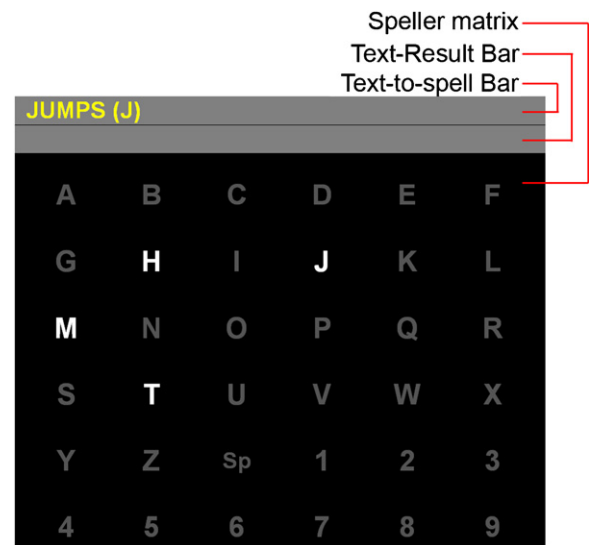 Speller matrix
Text-Result Bar
Text-to-spell Bar
JUMPS (J)
A B C D E F
G H I J K L
M N O P Q R
S T U V W X
Y Z Sp 1 2 3
4 5 6 7 8 9